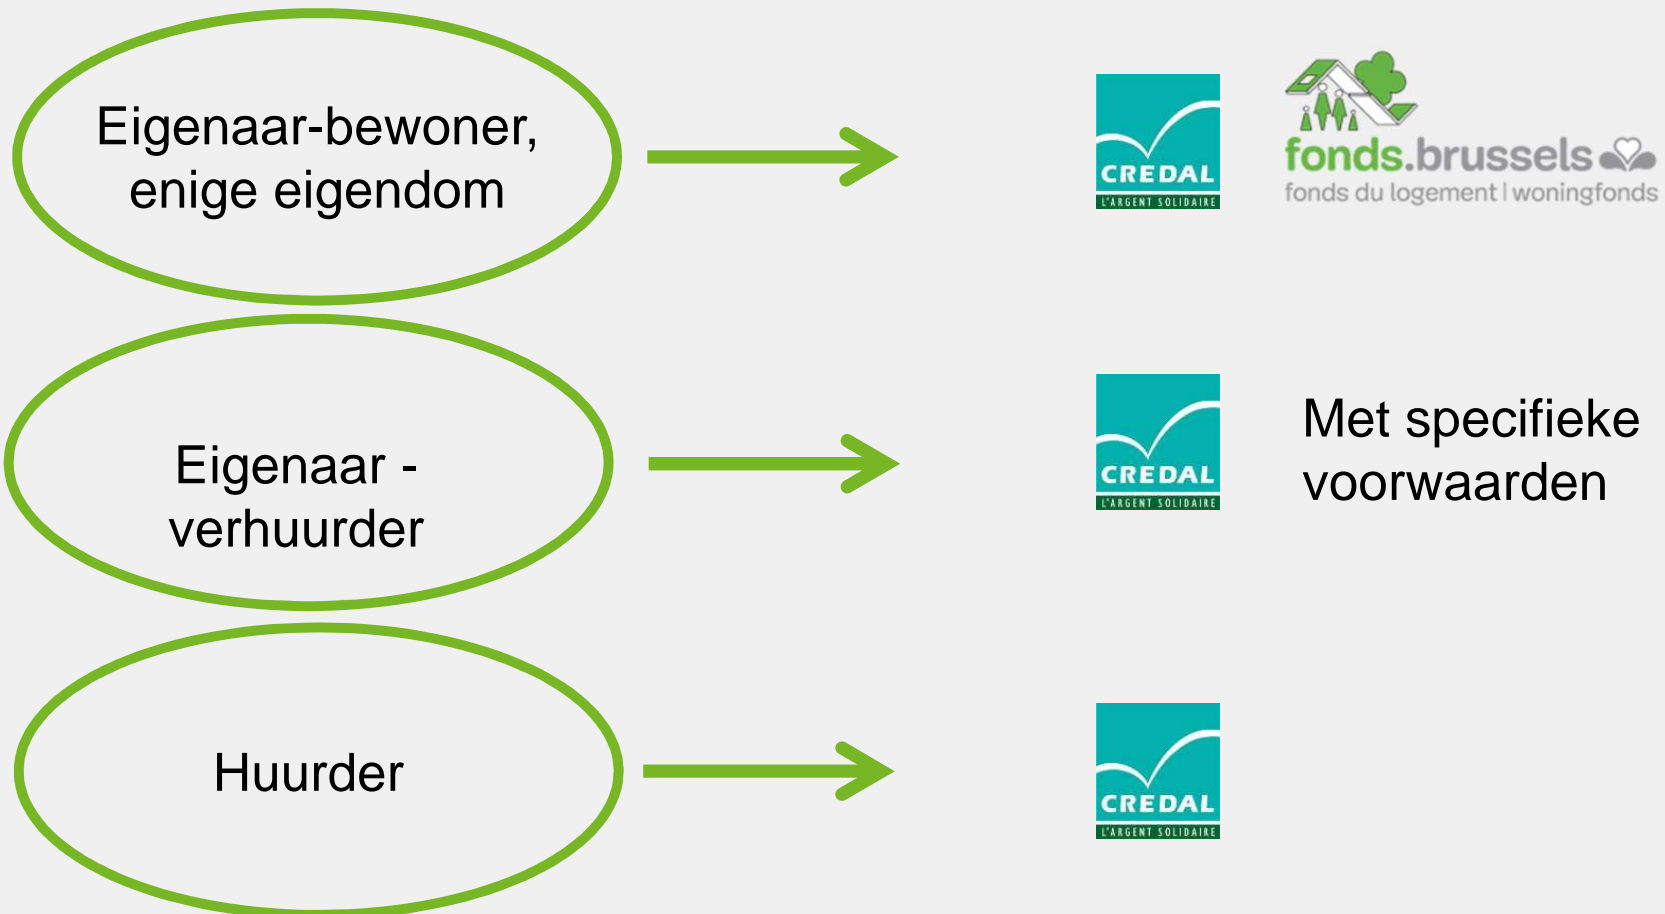 Eigenaar-bewoner,
enige eigendom
CREDAL
L'ARGENT SOLIDAIRE
fonds.brussels
fonds du logement | woningfonds
Eigenaar -
verhuurder
CREDAL
L'ARGENT SOLIDAIRE
Met specifieke
voorwaarden
Huurder
CREDAL
L'ARGENT SOLIDAIRE